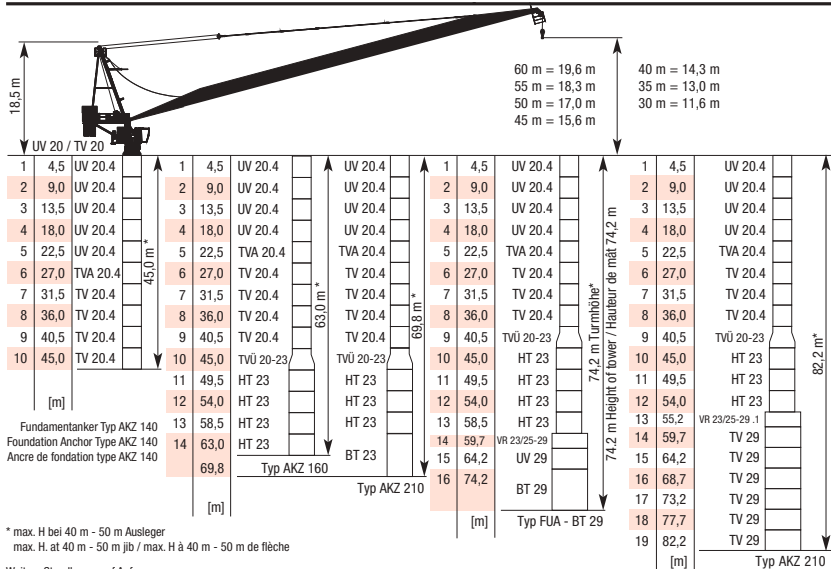 60 m = 19,6 m
55 m = 18,3 m
50 m = 17,0 m
45 m = 15,6 m
40 m = 14,3 m
35 m = 13,0 m
30 m = 11,6 m
18,5 m
UV 20 / TV 20
1 4,5 UV 20.4
2 9,0 UV 20.4
3 13,5 UV 20.4
4 18,0 UV 20.4
5 22,5 UV 20.4
6 27,0 TVA 20.4
7 31,5 TV 20.4
8 36,0 TV 20.4
9 40,5 TV 20.4
10 45,0 TV 20.4
[m]
45,0 m *
Fundamentanker Typ AKZ 140
Foundation Anchor Type AKZ 140
Ancre de fondation type AKZ 140
1 4,5 UV 20.4 UV 20.4
2 9,0 UV 20.4 UV 20.4
3 13,5 UV 20.4 UV 20.4
4 18,0 UV 20.4 UV 20.4
5 22,5 TVA 20.4 TVA 20.4
6 27,0 TV 20.4 TV 20.4
7 31,5 TV 20.4 TV 20.4
8 36,0 TV 20.4 TV 20.4
9 40,5 TV 20.4 TV 20.4
10 45,0 TVÜ 20-23 TVÜ 20-23
11 49,5 HT 23 HT 23
12 54,0 HT 23 HT 23
13 58,5 HT 23 HT 23
14 63,0 HT 23
BT 23
69,8
[m]
63,0 m *
Typ AKZ 160
69,8 m *
Typ AKZ 210
1 4,5 UV 20.4
2 9,0 UV 20.4
3 13,5 UV 20.4
4 18,0 UV 20.4
5 22,5 TVA 20.4
6 27,0 TV 20.4
7 31,5 TV 20.4
8 36,0 TV 20.4
9 40,5 TVÜ 20-23
10 45,0 HT 23
11 49,5 HT 23
12 54,0 HT 23
13 58,5 HT 23
14 59,7 VR 23/25-29
15 64,2 UV 29
16 74,2 BT 29
[m]
74,2 m Turmhöhe*
74.2 m Height of tower / Hauteur de mât 74,2 m
Typ FUA - BT 29
1 4,5 UV 20.4
2 9,0 UV 20.4
3 13,5 UV 20.4
4 18,0 UV 20.4
5 22,5 TVA 20.4
6 27,0 TV 20.4
7 31,5 TV 20.4
8 36,0 TV 20.4
9 40,5 TVÜ 20-23
10 45,0 HT 23
11 49,5 HT 23
12 54,0 HT 23
13 55,2 VR 23/25-29 .1
14 59,7 TV 29
15 64,2 TV 29
16 68,7 TV 29
17 73,2 TV 29
18 77,7 TV 29
19 82,2 TV 29
[m]
82,2 m*
Typ AKZ 210
* max. H bei 40 m - 50 m Ausleger
max. H. at 40 m - 50 m jib / max. H à 40 m - 50 m de flèche